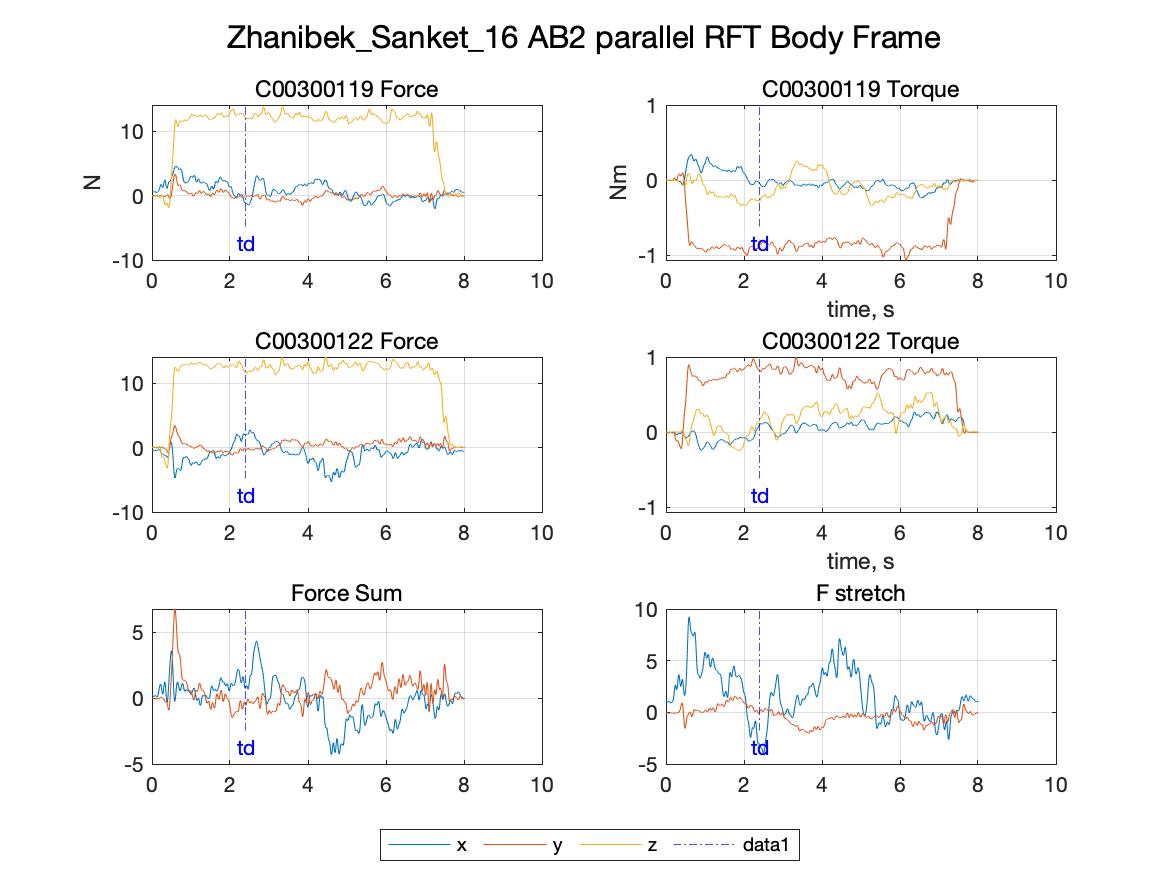 Zhanibek_Sanket_16 AB2 parallel RFT Body Frame
C00300119 Force
N
10
0
-10
td
0 2 4 6 8 10
C00300119 Torque
Nm
1
0
-1
td
0 2 4 6 8 10
time, s
C00300122 Force
10
0
-10
td
0 2 4 6 8 10
C00300122 Torque
1
0
-1
td
0 2 4 6 8 10
time, s
Force Sum
5
0
-5
td
0 2 4 6 8 10
F stretch
10
5
0
-5
td
0 2 4 6 8 10
x y z data1